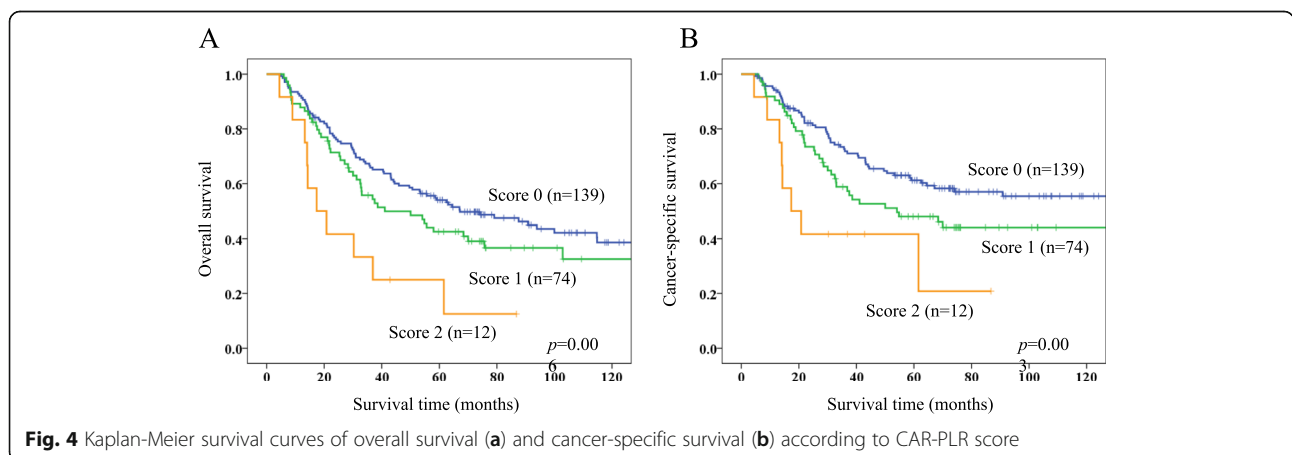 A
B
1.0
0.8
0.6
0.4
0.2
0.0
Overall survival
Score 0 (n=139)
Score 1 (n=74)
Score 2 (n=12)
p=0.00
6
0 20 40 60 80 100 120
Survival time (months)
1.0
0.8
0.6
0.4
0.2
0.0
Cancer-specific survival
Score 0 (n=139)
Score 1 (n=74)
Score 2 (n=12)
p=0.00
3
0 20 40 60 80 100 120
Survival time (months)
Fig. 4 Kaplan-Meier survival curves of overall survival (a) and cancer-specific survival (b) according to CAR-PLR score